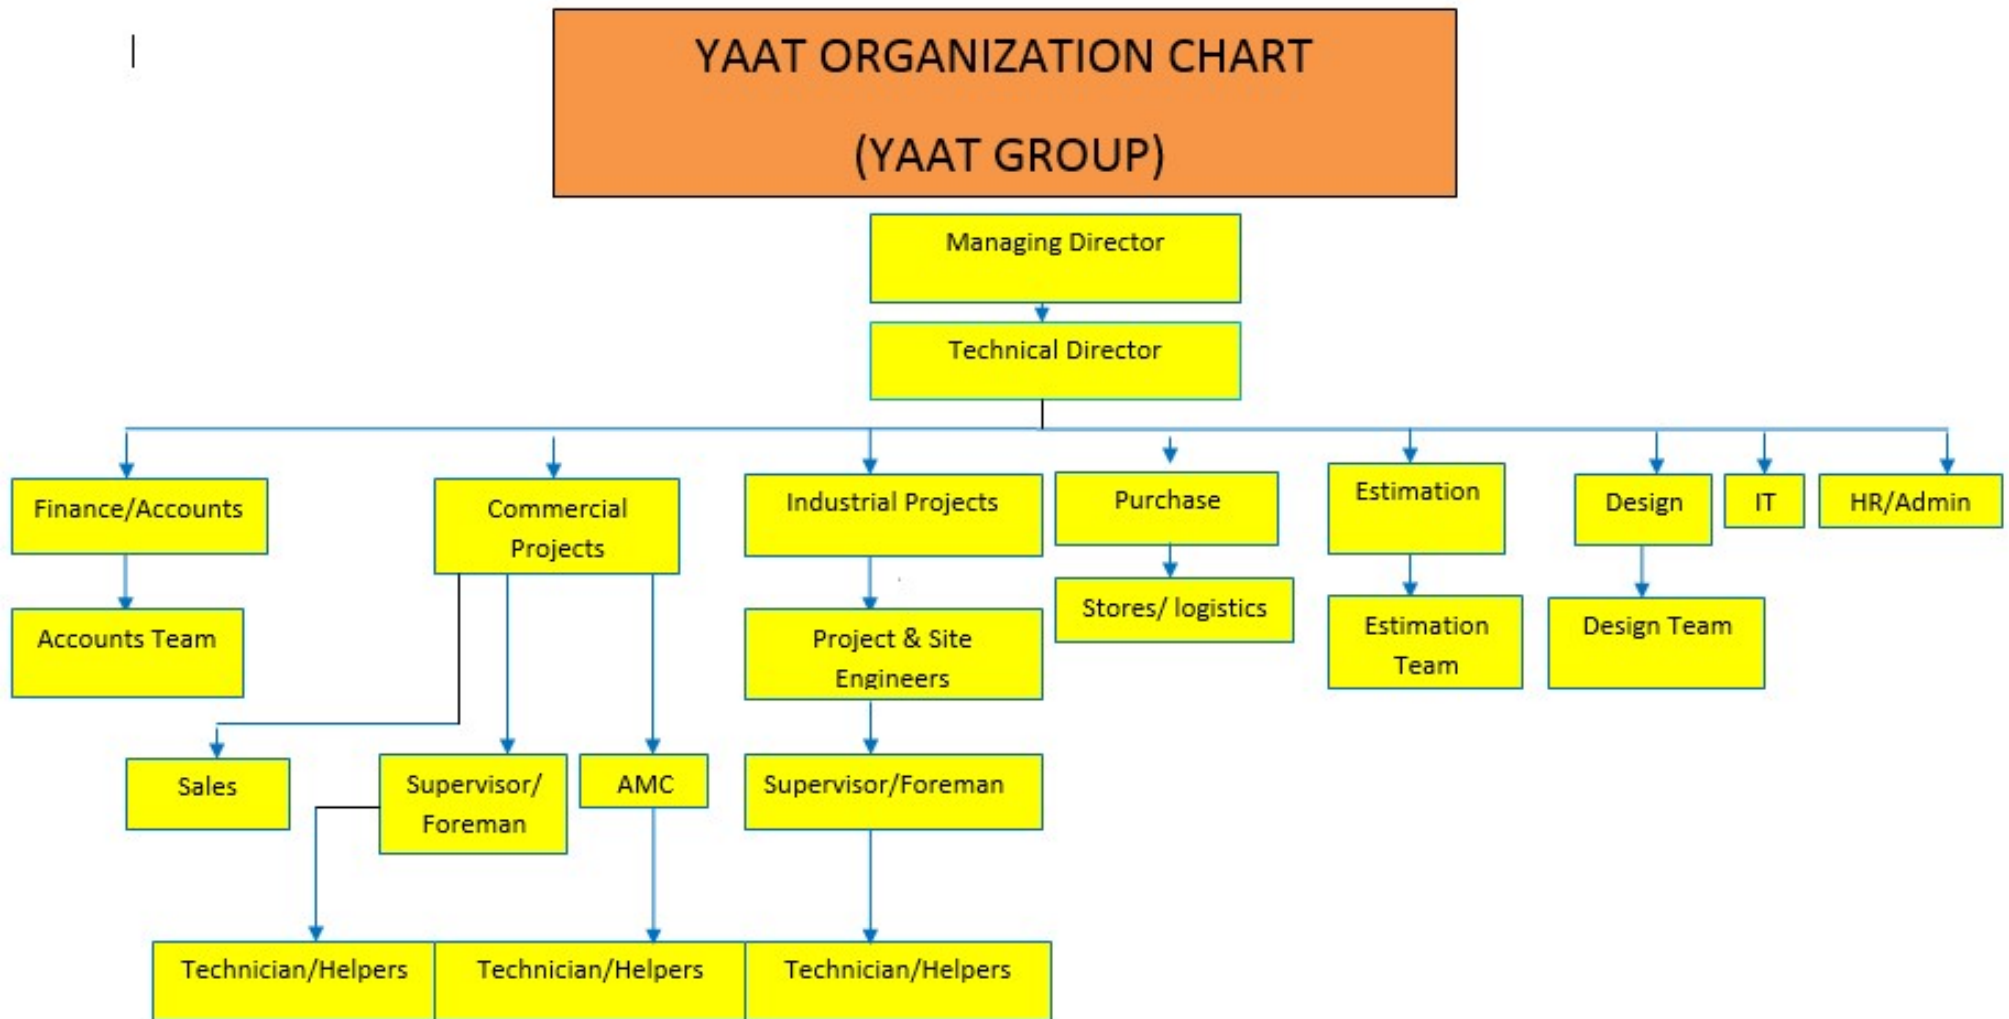 YAAT ORGANIZATION CHART
(YAAT GROUP)
Managing Director
Technical Director
Finance/Accounts
Commercial
Projects
Industrial Projects
Purchase
Estimation
Design
IT
HR/Admin
Accounts Team
Project & Site
Engineers
Stores/ logistics
Estimation
Team
Design Team
Sales
Supervisor/
Foreman
AMC
Supervisor/Foreman
Technician/Helpers
Technician/Helpers
Technician/Helpers